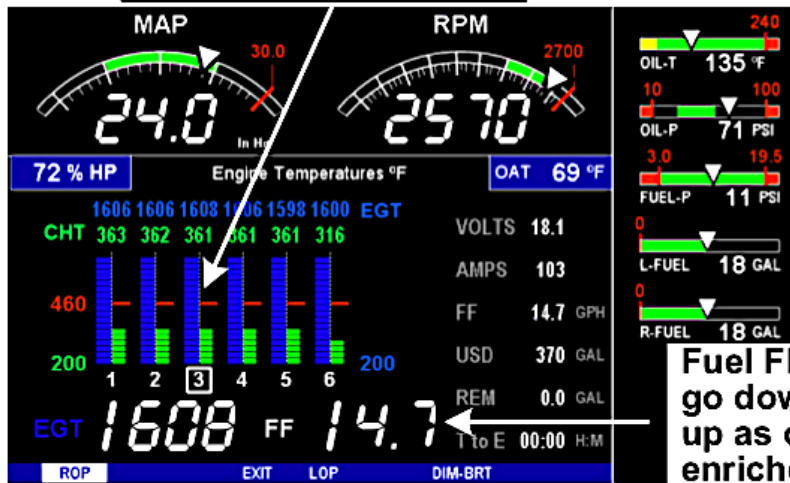 MAP
RPM
30.0
2700
24.0
In Hg
2570
240
OIL-T 135 °F
10 100
OIL-P 71 PSI
3.0 19.5
FUEL-P 11 PSI
0
L-FUEL 18 GAL
0
R-FUEL 18 GAL
72 % HP
Engine Temperatures °F
OAT 69 °F
1606 1606 1608 1606 1598 1600 EGT
CHT 363 362 361 361 361 316
460
200
200
1 2 3 4 5 6
VOLTS 18.1
AMPS 103
FF 14.7 GPH
USD 370 GAL
REM 0.0 GAL
T to E 00:00 H:M
EGT 1608 FF 14.7
ROP EXIT LOP DIM-BRT
Fuel
go
up as